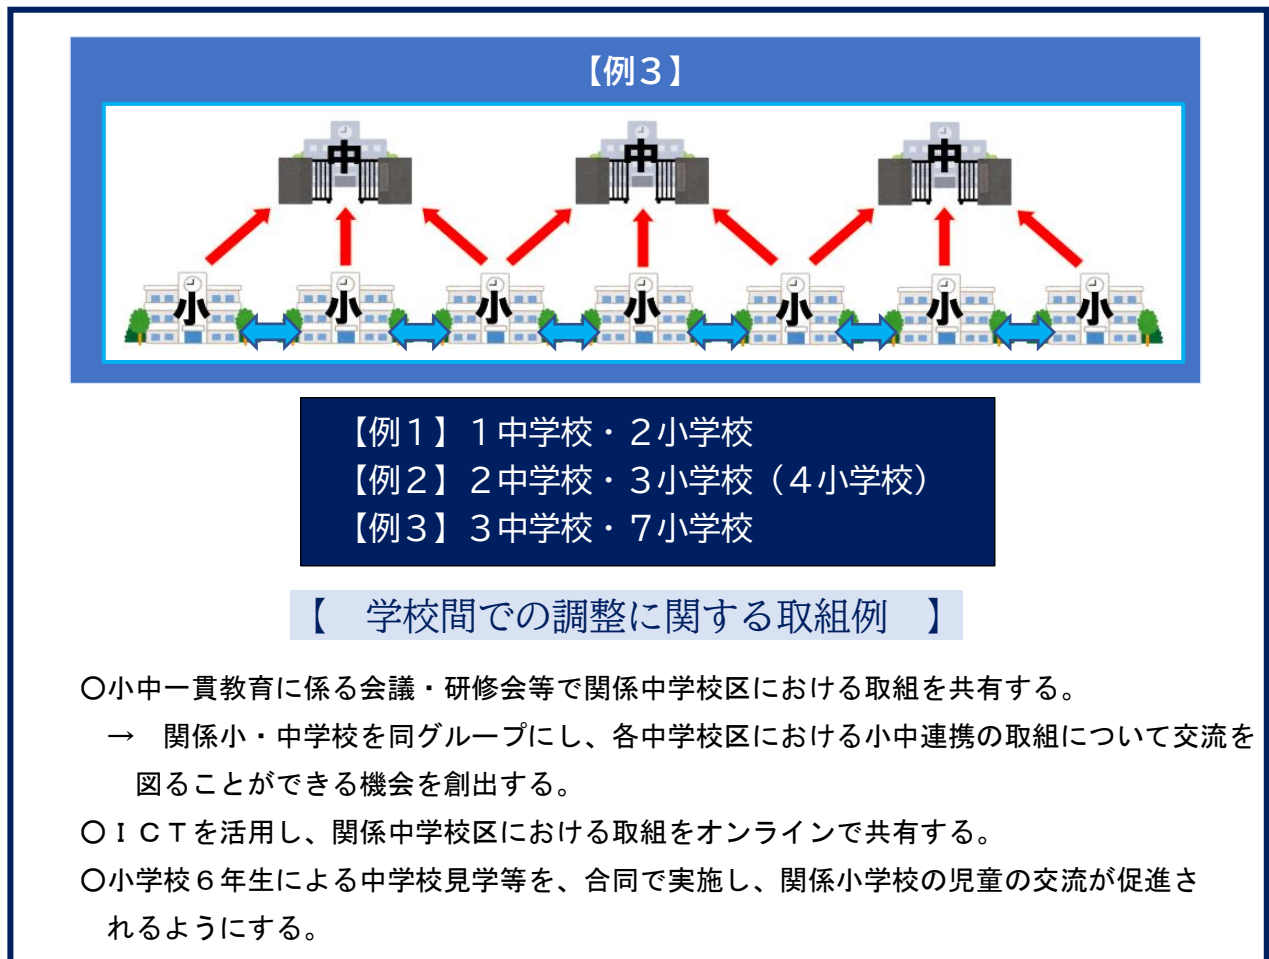 【例３】
中 中 中
小 小 小 小 小 小 小
【例１】１中学校・２小学校
【例２】２中学校・３小学校（４小学校）
【例３】３中学校・７小学校
【　学校間での調整に関する取組例　】
〇小中一貫教育に係る会議・研修会等で関係中学校区における取組を共有する。
→　関係小・中学校を同グループにし、各中学校区における小中連携の取組について交流を
図ることができる機会を創出する。
〇ＩＣＴを活用し、関係中学校区における取組をオンラインで共有する。
〇小学校６年生による中学校見学等を、合同で実施し、関係小学校の児童の交流が促進さ
れるようにする。